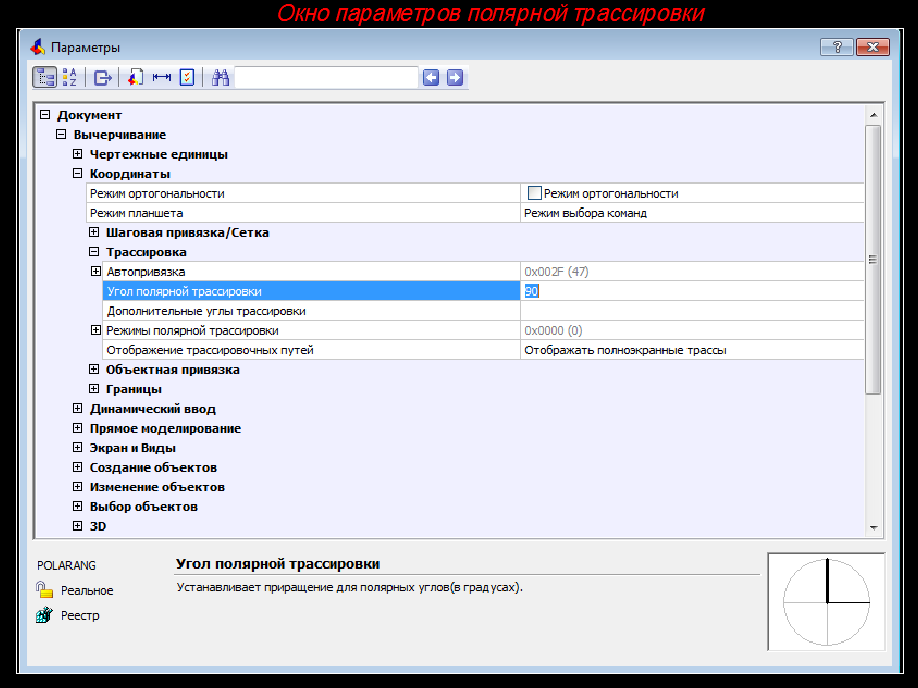 Окно параметров полярной трассировки
Параметры
Документ
Вычерчивание
Чертежные единицы
Координаты
Режим ортогональности Режим ортогональности
Режим планшета Режим выбора команд
Шаговая привязка/Сетка
Трассировка
Автопривязка 0x002F (47)
Угол полярной трассировки 90
Дополнительные углы трассировки
Режимы полярной трассировки 0x0000 (0)
Отображение трассировочных путей Отображать полноэкранные трассы
Объектная привязка
Границы
Динамический ввод
Прямое моделирование
Экран и Виды
Создание объектов
Изменение объектов
Выбор объектов
3D
POLARANG Угол полярной трассировки
Реальное Устанавливает приращение для полярных углов(в градусах).
Реестр